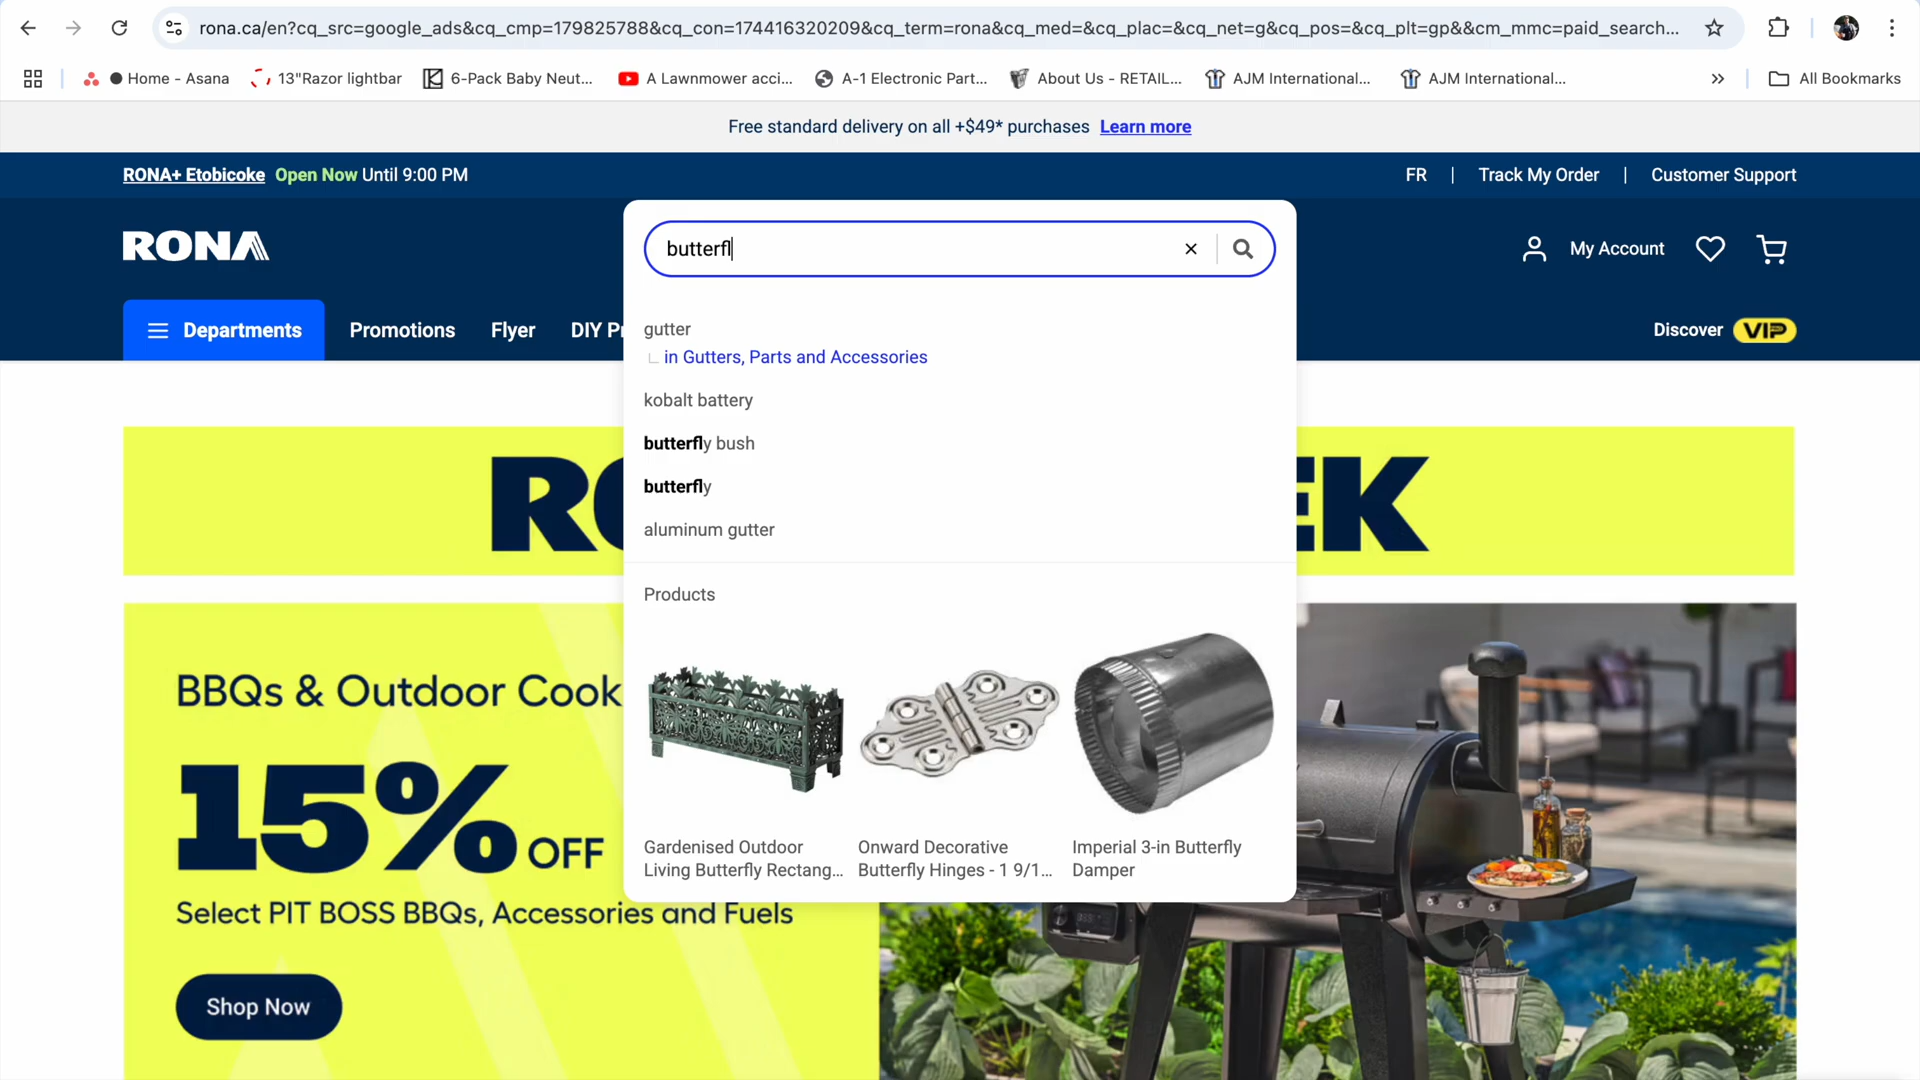 rona.ca/en?cq_src=google_ads&cq_cmp=179825788&cq_con=174416320209&cq_term=rona&cq_med=&cq_plac=&cq_net=g&cq_pos=&cq_plt=gp&&cm_mmc=paid_search...
Home - Asana
13"Razor lightbar
6-Pack Baby Neut...
A Lawnmower acci...
A-1 Electronic Part...
About Us - RETAIL...
AJM International...
AJM International...
All Bookmarks
Free standard delivery on all +$49* purchases Learn more
RONA+ Etobicoke Open Now Until 9:00 PM
FR | Track My Order | Customer Support
RONA
butterfl
My Account
Departments
Promotions
Flyer
DIY Pr
Discover VIP
gutter
in Gutters, Parts and Accessories
kobalt battery
butterfly bush
butterfly
aluminum gutter
RO
EK
Products
Gardenised Outdoor
Living Butterfly Rectang...
Onward Decorative
Butterfly Hinges - 1 9/1...
Imperial 3-in Butterfly
Damper
BBQs & Outdoor Cook
15% OFF
Select PIT BOSS BBQs, Accessories and Fuels
Shop Now